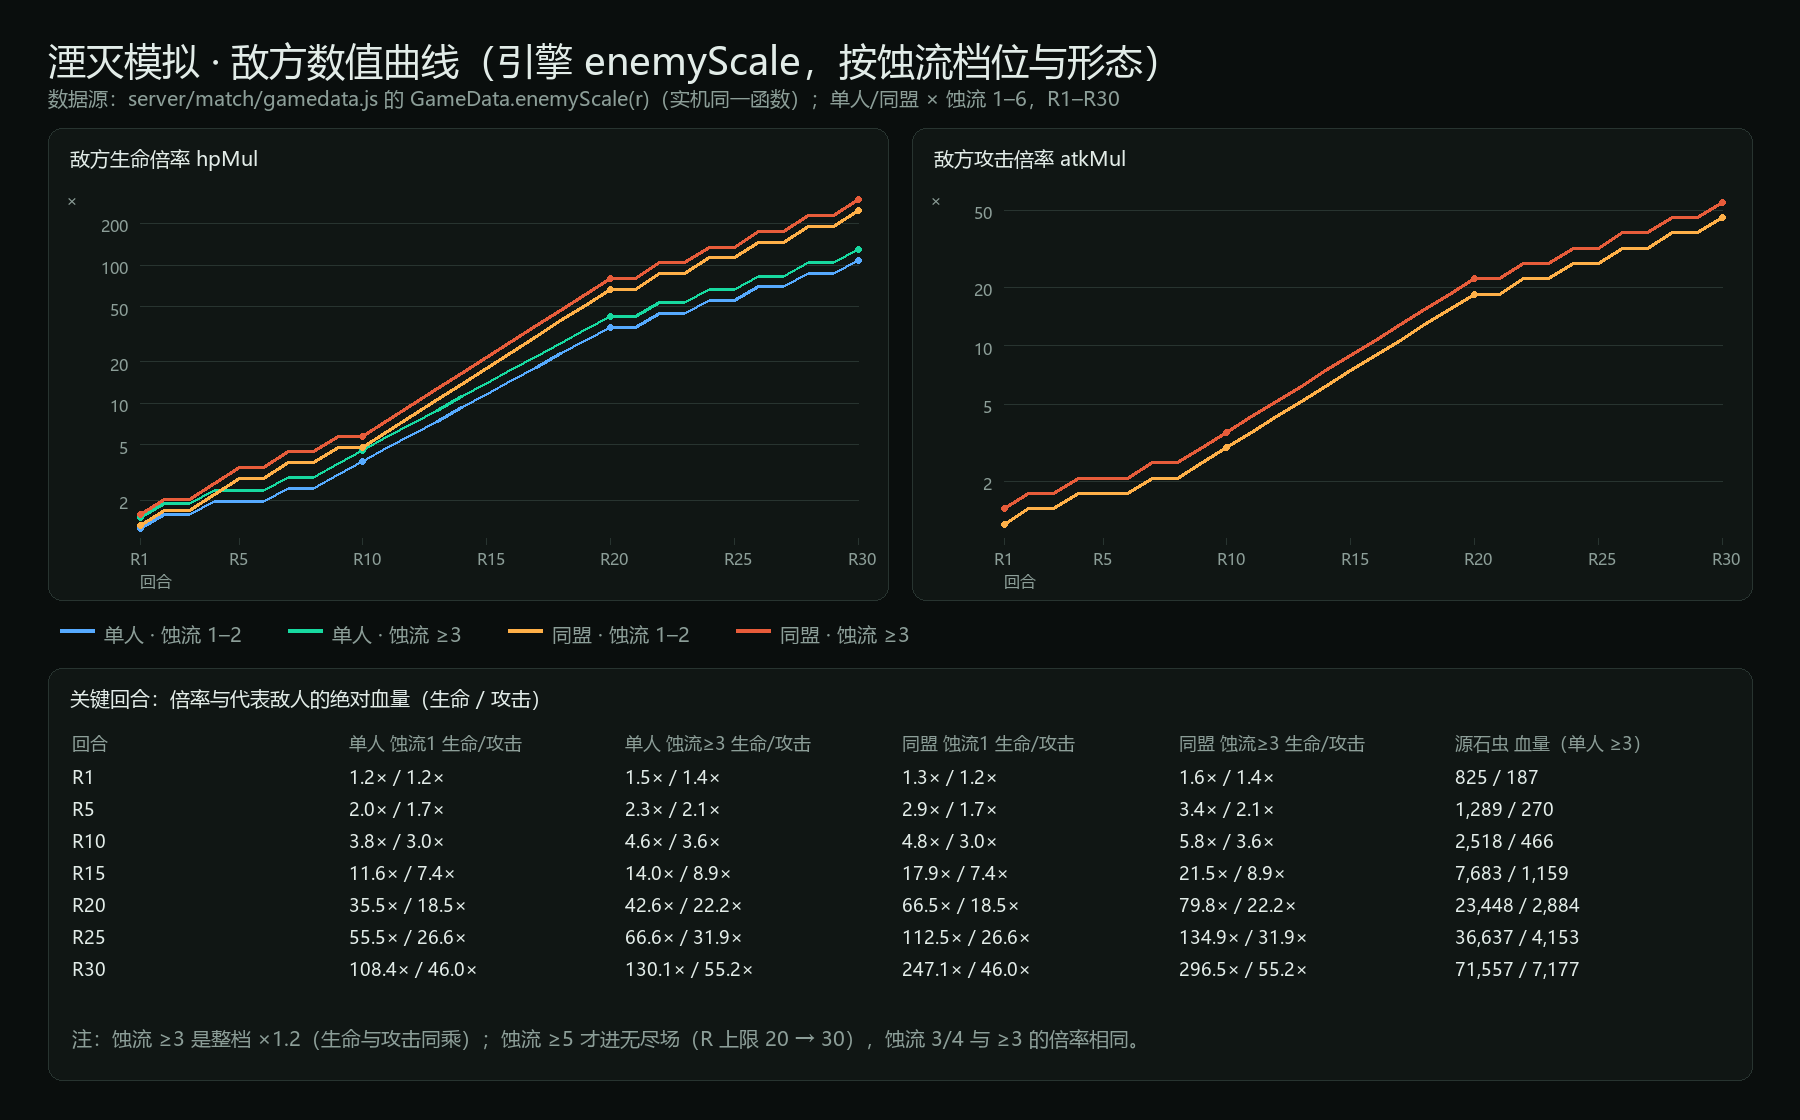 湮灭模拟 · 敌方数值曲线（引擎 enemyScale，按蚀流档位与形态）
数据源：server/match/gamedata.js 的 GameData.enemyScale(r)（实机同一函数）；单人/同盟 × 蚀流 1–6，R1–R30
敌方生命倍率 hpMul
×
200
100
50
20
10
5
2
R1 R5 R10 R15 R20 R25 R30
回合
敌方攻击倍率 atkMul
×
50
20
10
5
2
R1 R5 R10 R15 R20 R25 R30
回合
单人 · 蚀流 1–2 单人 · 蚀流 ≥3 同盟 · 蚀流 1–2 同盟 · 蚀流 ≥3
关键回合：倍率与代表敌人的绝对血量（生命 / 攻击）
回合 单人 蚀流1 生命/攻击 单人 蚀流≥3 生命/攻击 同盟 蚀流1 生命/攻击 同盟 蚀流≥3 生命/攻击 源石虫 血量（单人 ≥3）
R1 1.2× / 1.2× 1.5× / 1.4× 1.3× / 1.2× 1.6× / 1.4× 825 / 187
R5 2.0× / 1.7× 2.3× / 2.1× 2.9× / 1.7× 3.4× / 2.1× 1,289 / 270
R10 3.8× / 3.0× 4.6× / 3.6× 4.8× / 3.0× 5.8× / 3.6× 2,518 / 466
R15 11.6× / 7.4× 14.0× / 8.9× 17.9× / 7.4× 21.5× / 8.9× 7,683 / 1,159
R20 35.5× / 18.5× 42.6× / 22.2× 66.5× / 18.5× 79.8× / 22.2× 23,448 / 2,884
R25 55.5× / 26.6× 66.6× / 31.9× 112.5× / 26.6× 134.9× / 31.9× 36,637 / 4,153
R30 108.4× / 46.0× 130.1× / 55.2× 247.1× / 46.0× 296.5× / 55.2× 71,557 / 7,177
注：蚀流 ≥3 是整档 ×1.2（生命与攻击同乘）；蚀流 ≥5 才进无尽场（R 上限 20 → 30），蚀流 3/4 与 ≥3 的倍率相同。